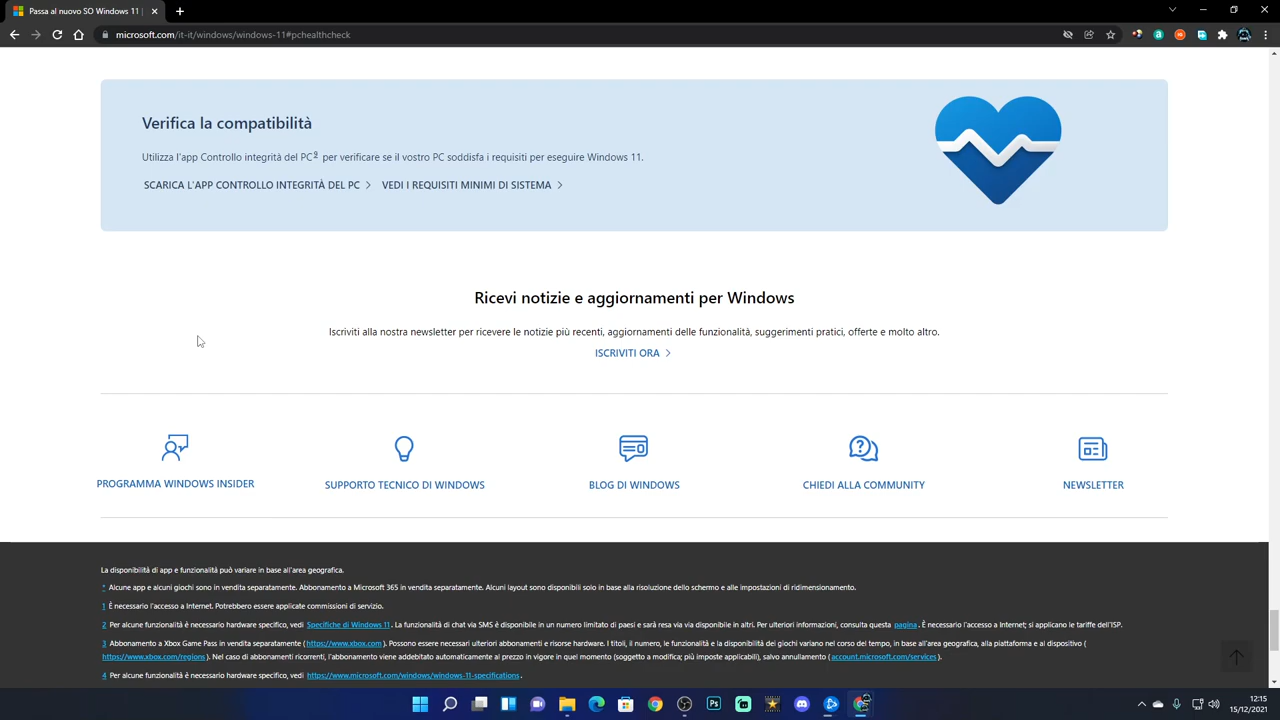 Passa al nuovo SO Windows 11 |
microsoft.com/it-it/windows/windows-11#pchealthcheck
Verifica la compatibilità
Utilizza l'app Controllo integrità del PC9 per verificare se il vostro PC soddisfa i requisiti per eseguire Windows 11.
SCARICA L'APP CONTROLLO INTEGRITÀ DEL PC VEDI I REQUISITI MINIMI DI SISTEMA
Ricevi notizie e aggiornamenti per Windows
Iscriviti alla nostra newsletter per ricevere le notizie più recenti, aggiornamenti delle funzionalità, suggerimenti pratici, offerte e molto altro.
ISCRIVITI ORA
PROGRAMMA WINDOWS INSIDER SUPPORTO TECNICO DI WINDOWS BLOG DI WINDOWS CHIEDI ALLA COMMUNITY NEWSLETTER
La disponibilità di app e funzionalità può variare in base all'area geografica.
* Alcune app e alcuni giochi sono in vendita separatamente. Abbonamento a Microsoft 365 in vendita separatamente. Alcuni layout sono disponibili solo in base alla risoluzione dello schermo e alle impostazioni di ridimensionamento.
1 È necessario l'accesso a Internet. Potrebbero essere applicate commissioni di servizio.
2 Per alcune funzionalità è necessario hardware specifico, vedi Specifiche di Windows 11. La funzionalità di chat via SMS è disponibile in un numero limitato di paesi e sarà resa via via disponibile in altri. Per ulteriori informazioni, consulta questa pagina. È necessario l'accesso a Internet; si applicano le tariffe dell'ISP.
3 Abbonamento a Xbox Game Pass in vendita separatamente (https://www.xbox.com). Possono essere necessari ulteriori abbonamenti e risorse hardware. I titoli, il numero, le funzionalità e la disponibilità dei giochi variano nel corso del tempo, in base all'area geografica, alla piattaforma e al dispositivo (
https://www.xbox.com/regions). Nel caso di abbonamenti ricorrenti, l'abbonamento viene addebitato automaticamente al prezzo in vigore in quel momento (soggetto a modifica; più imposte applicabili), salvo annullamento (account.microsoft.com/services).
4 Per alcune funzionalità è necessario hardware specifico, vedi https://www.microsoft.com/windows/windows-11-specifications.
Ps
12:15
15/12/2021